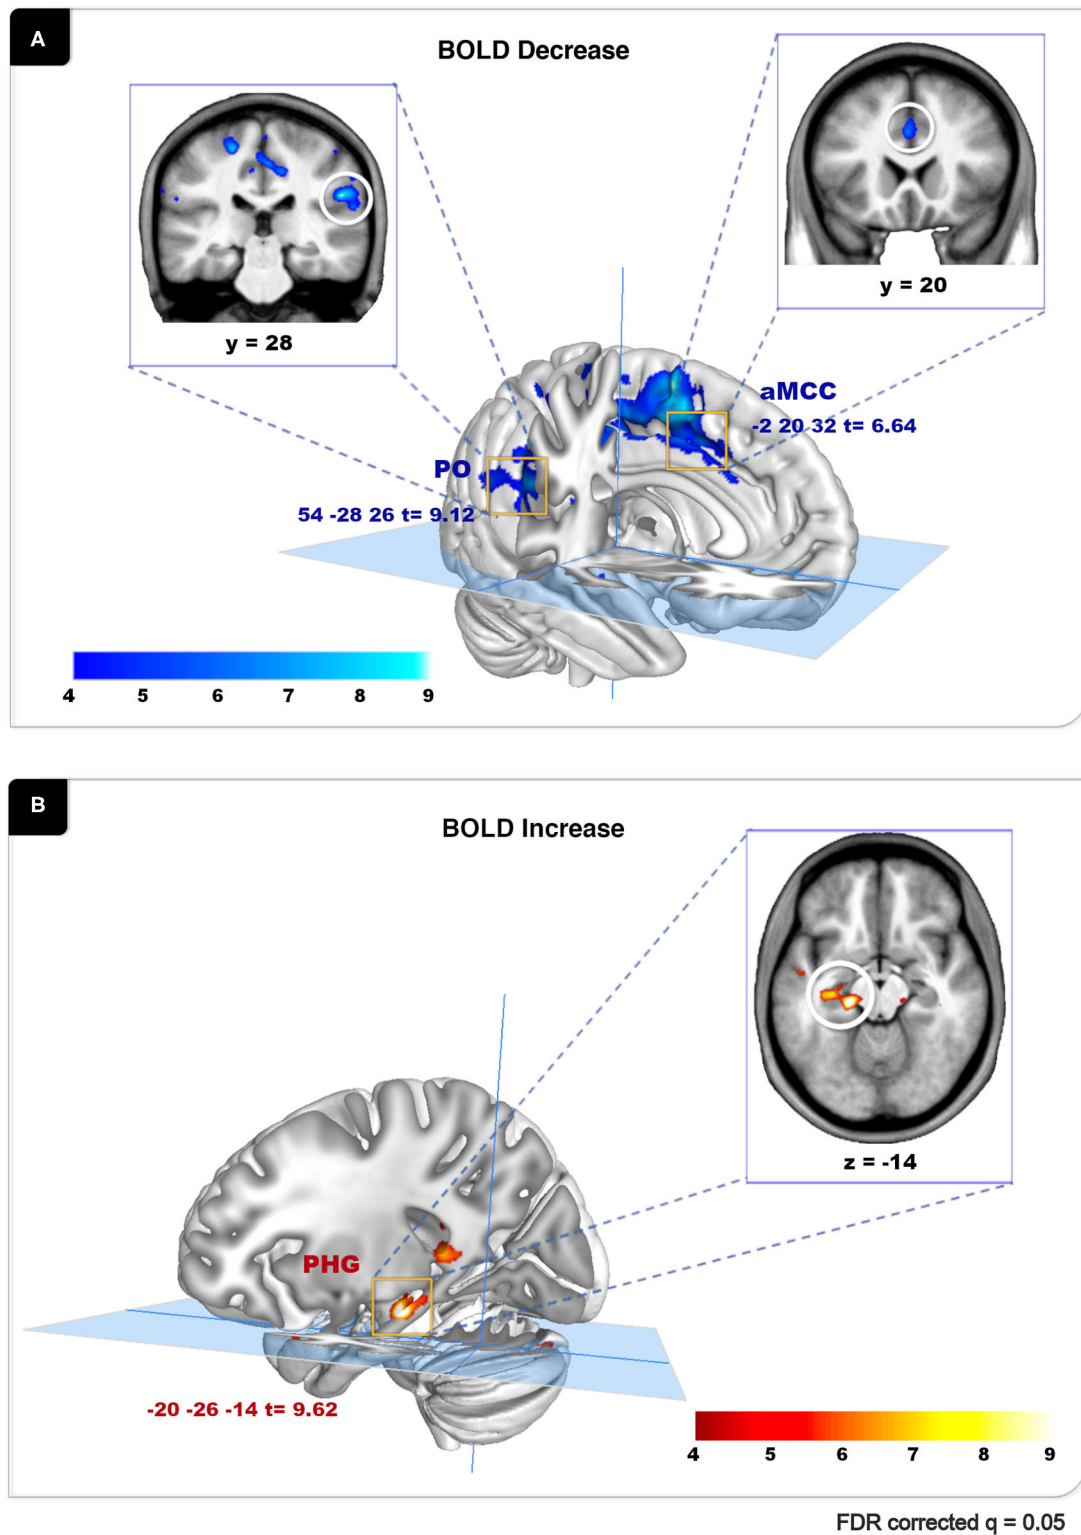 A
BOLD Decrease
y = 28
y = 20
aMCC
-2 20 32 t= 6.64
PO
54 -28 26 t= 9.12
4 5 6 7 8 9
B
BOLD Increase
z = -14
PHG
-20 -26 -14 t= 9.62
4 5 6 7 8 9
FDR corrected q = 0.05